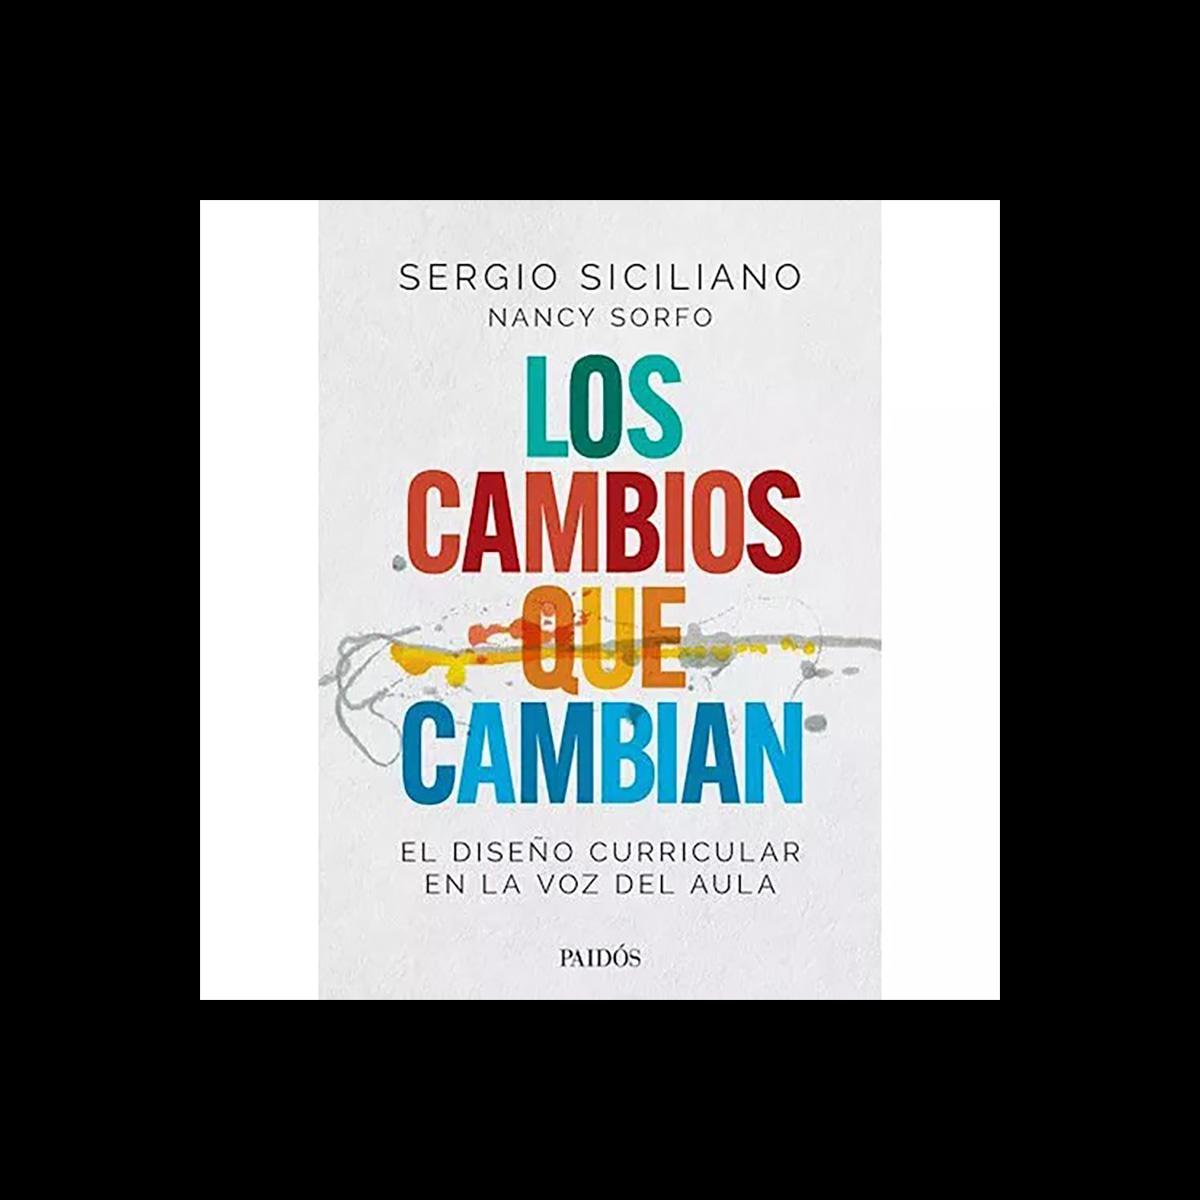 SERGIO SICILIANO
NANCY SORFO
LOS
CAMBIOS
QUE
CAMBIAN
EL DISEÑO CURRICULAR
EN LA VOZ DEL AULA
PAIDÓS